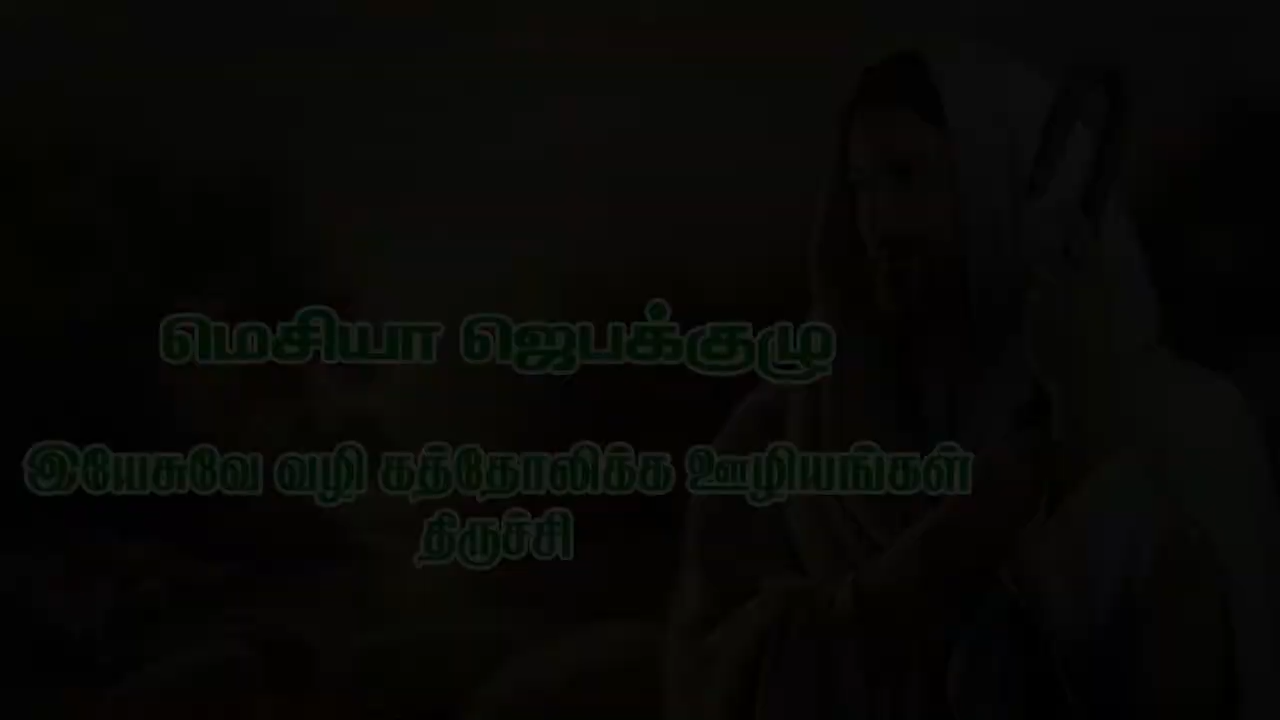 மெசியா ஜெபக்குழு
இயேசுவே வழி கத்தோலிக்க ஊழியங்கள்
திருச்சி